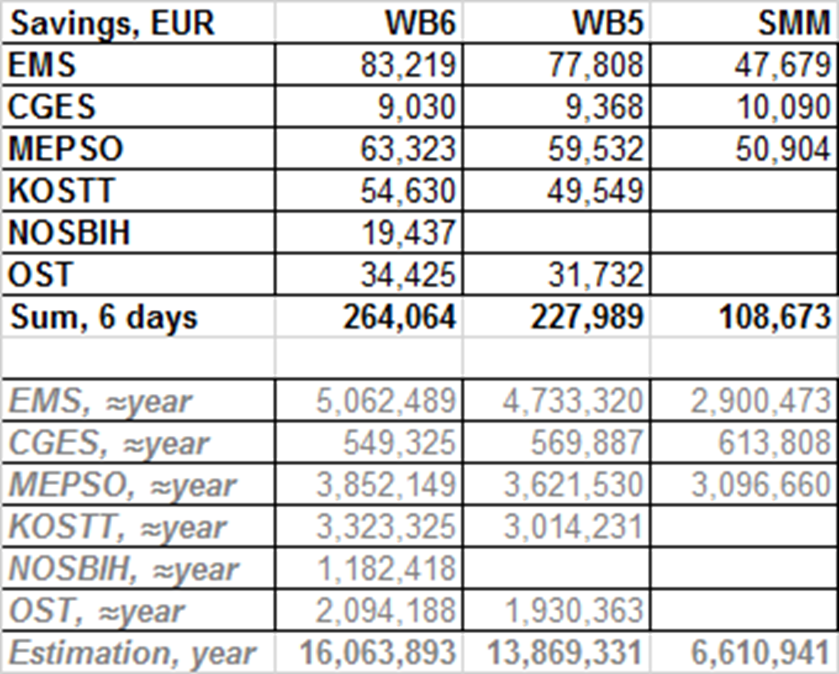 Savings, EUR WB6 WB5 SMM
EMS 83,219 77,808 47,679
CGES 9,030 9,368 10,090
MEPSO 63,323 59,532 50,904
KOSTT 54,630 49,549
NOSBIH 19,437
OST 34,425 31,732
Sum, 6 days 264,064 227,989 108,673
EMS, ≈year 5,062,489 4,733,320 2,900,473
CGES, ≈year 549,325 569,887 613,808
MEPSO, ≈year 3,852,149 3,621,530 3,096,660
KOSTT, ≈year 3,323,325 3,014,231
NOSBIH, ≈year 1,182,418
OST, ≈year 2,094,188 1,930,363
Estimation, year 16,063,893 13,869,331 6,610,941